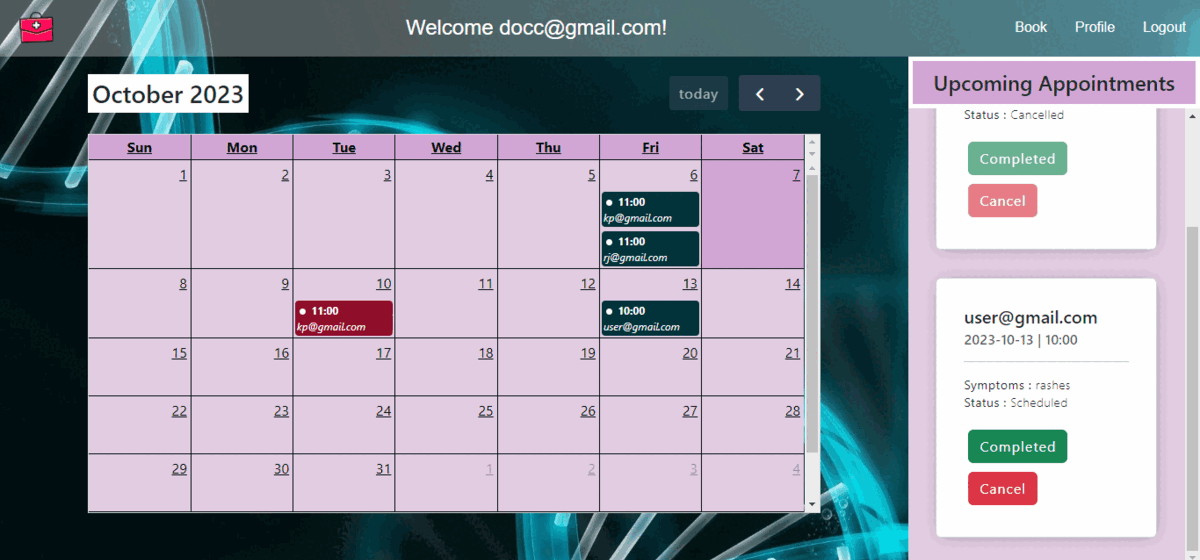 Welcome docc@gmail.com!
Book Profile Logout
October 2023
today
Sun Mon Tue Wed Thu Fri Sat
1 2 3 4 5 6 7
11:00
kp@gmail.com
11:00
rj@gmail.com
8 9 10 11 12 13 14
11:00
kp@gmail.com
10:00
user@gmail.com
15 16 17 18 19 20 21
22 23 24 25 26 27 28
29 30 31 1 2 3 4
Upcoming Appointments
Status : Cancelled
Completed
Cancel
user@gmail.com
2023-10-13 | 10:00
Symptoms : rashes
Status : Scheduled
Completed
Cancel